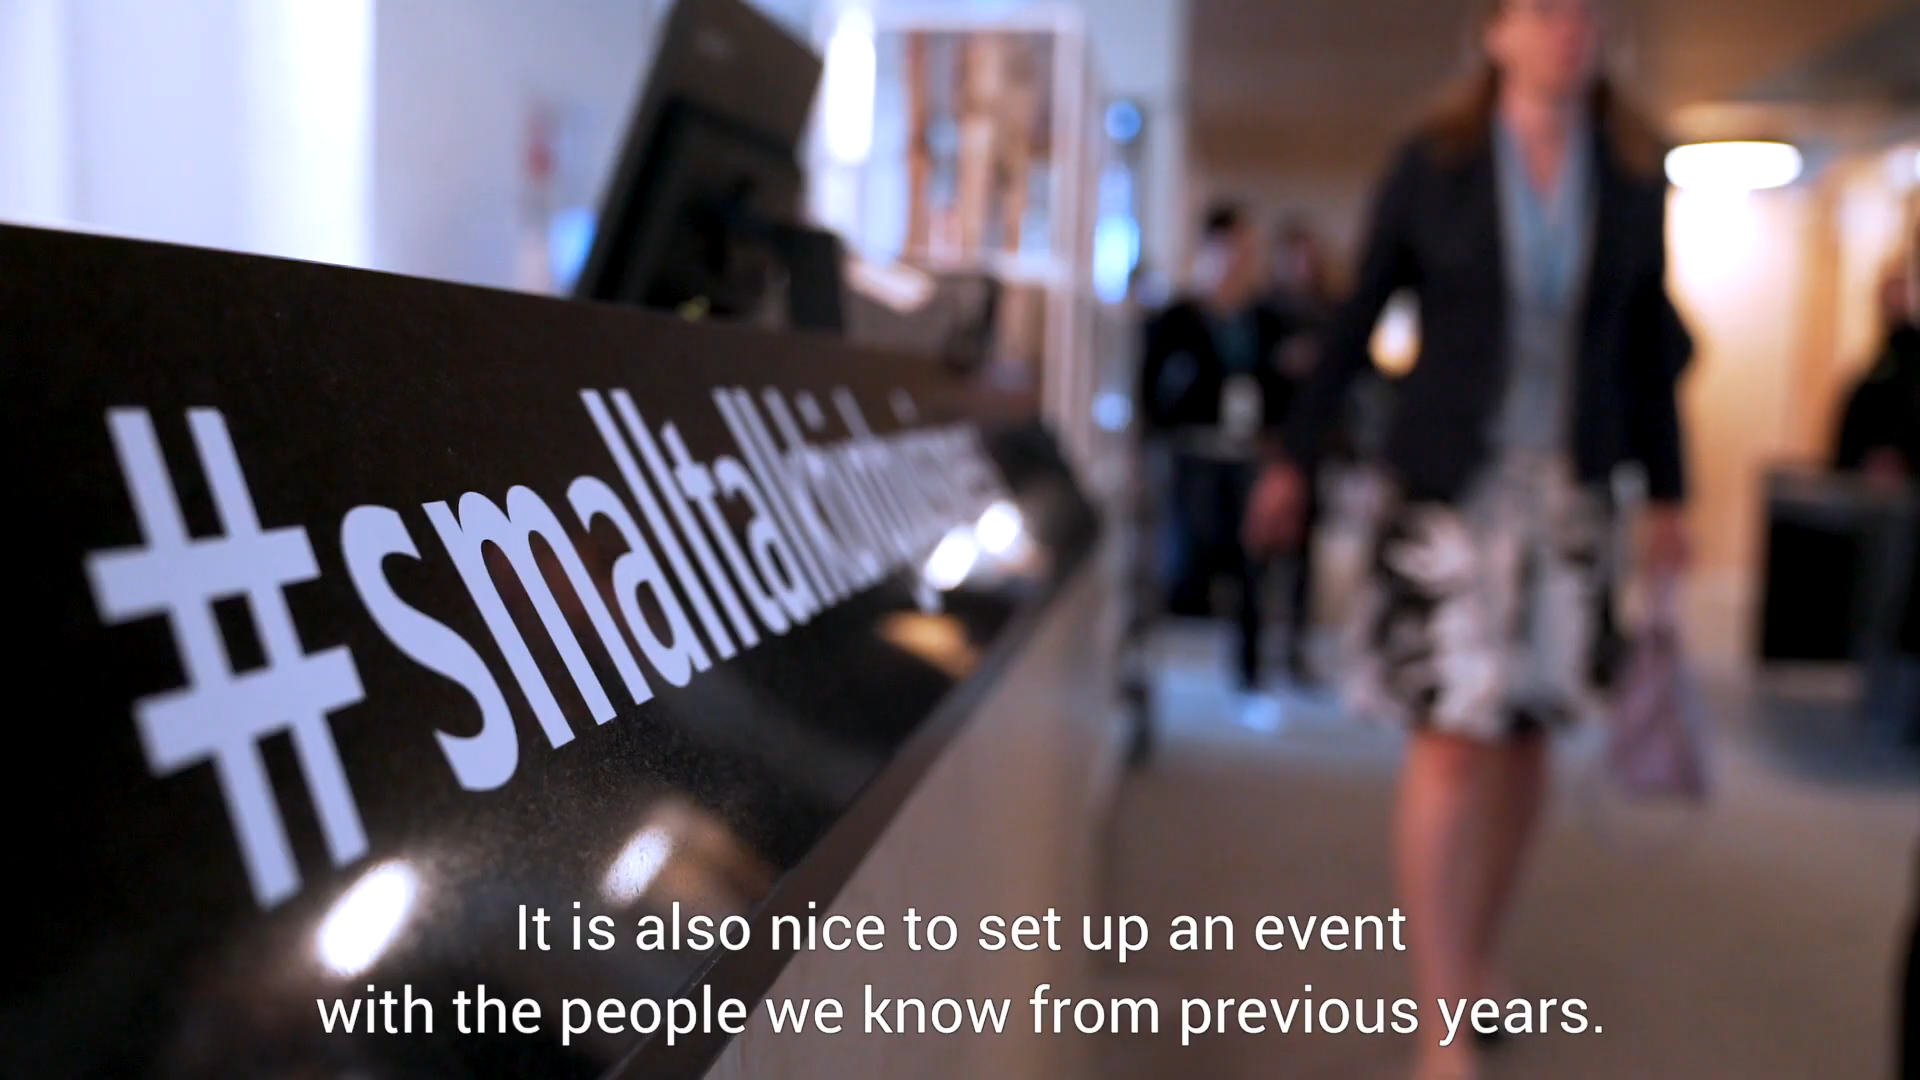 #smalltalk
It is also nice to set up an event
with the people we know from previous years.